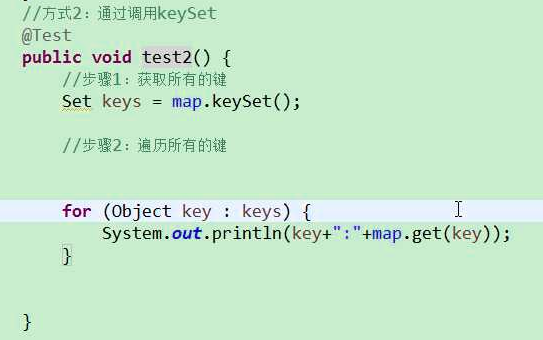 //方式2：通过调用keySet
@Test
public void test2() {
//步骤1：获取所有的键
Set keys = map.keySet();
//步骤2：遍历所有的键
for (Object key : keys) {
System.out.println(key+":"+map.get(key));
}
}